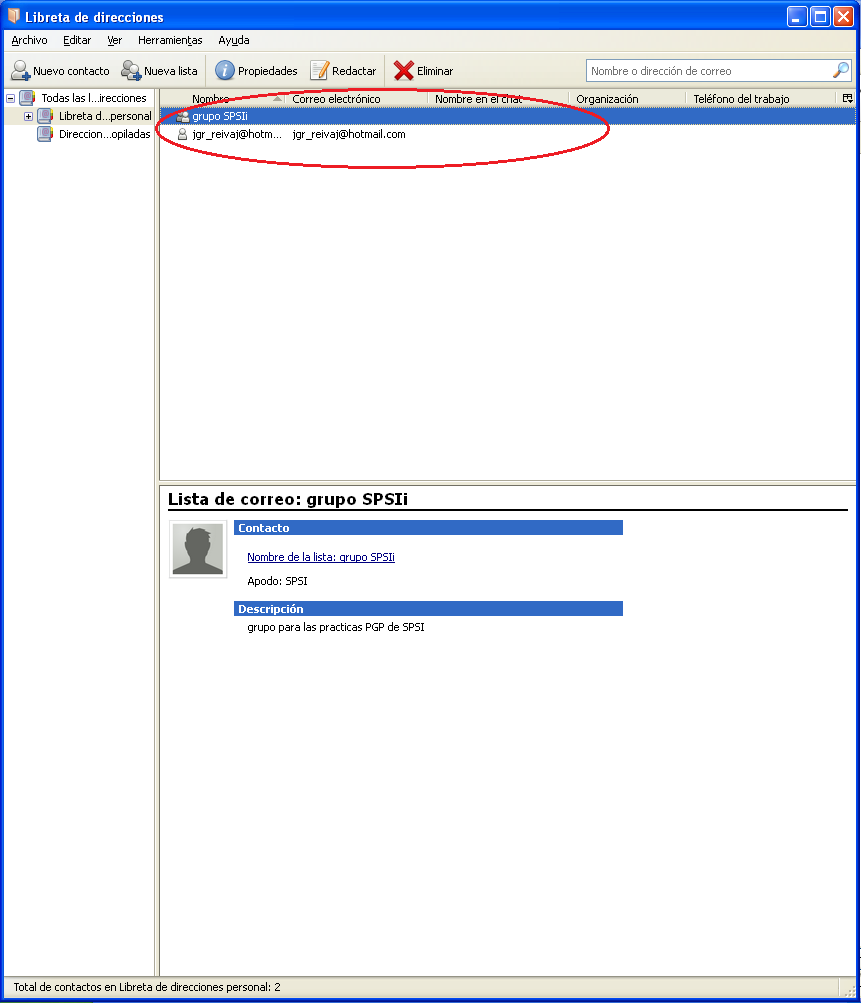 Libreta de direcciones
Archivo Editar Ver Herramientas Ayuda
Nuevo contacto Nueva lista Propiedades Redactar Eliminar Nombre o dirección de correo
Todas las l...irecciones Nombre Correo electrónico Nombre en el chat Organización Teléfono del trabajo
Libreta d...personal grupo SPSIi
Direccion...opiladas jgr_reivaj@hotm... jgr_reivaj@hotmail.com
Lista de correo: grupo SPSIi
Contacto
Nombre de la lista: grupo SPSIi
Apodo: SPSI
Descripción
grupo para las practicas PGP de SPSI
Total de contactos en Libreta de direcciones personal: 2